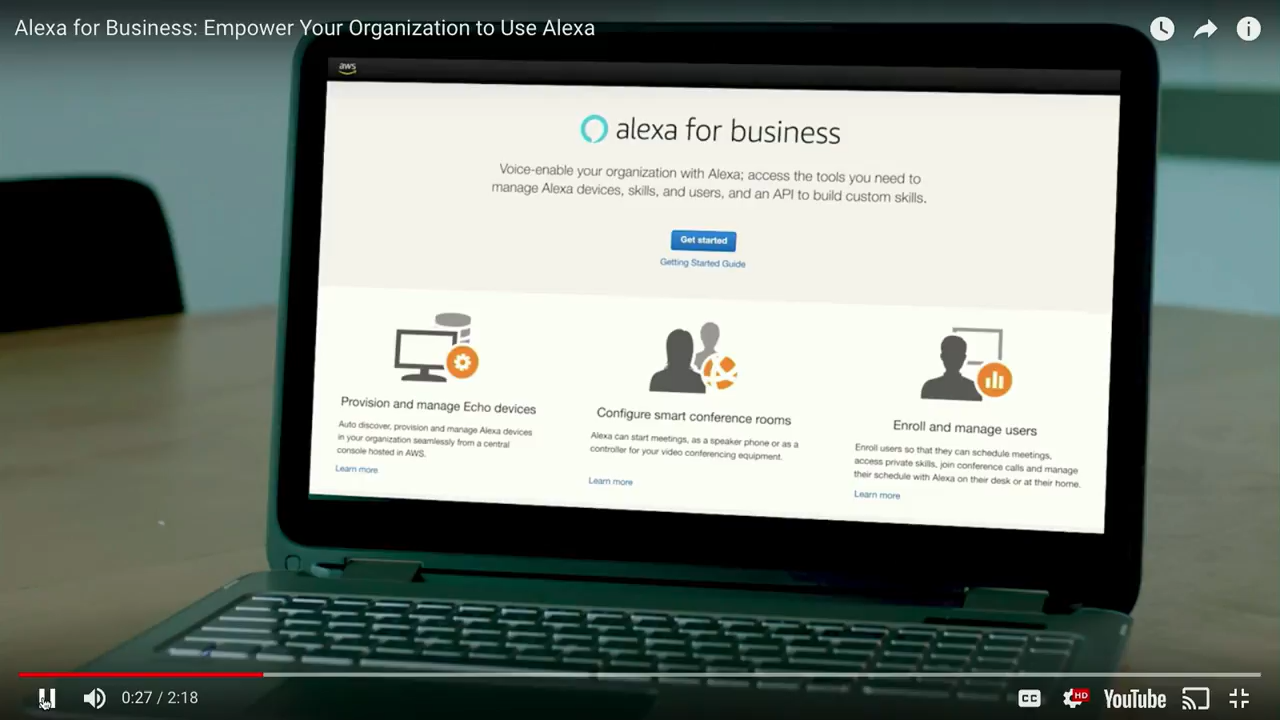 Alexa for Business: Empower Your Organization to Use Alexa
aws
alexa for business
Voice-enable your organization with Alexa; access the tools you need to
manage Alexa devices, skills, and users, and an API to build custom skills.
Get started
Getting Started Guide
Provision and manage Echo devices
Auto discover, provision and manage Alexa devices
in your organization seamlessly from a central
console hosted in AWS.
Learn more
Configure smart conference rooms
Alexa can start meetings, as a speaker phone or as a
controller for your video conferencing equipment.
Learn more
Enroll and manage users
Enroll users so that they can schedule meetings,
access private skills, join conference calls and manage
their schedule with Alexa on their desk or at their home.
Learn more
0:27 / 2:18
CC
HD
YouTube